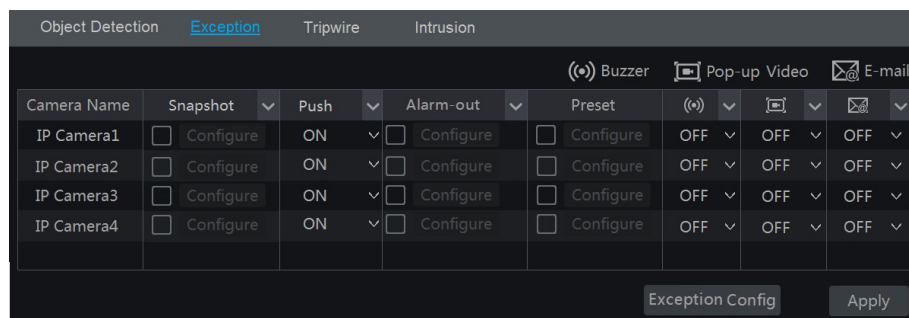 Object Detection Exception Tripwire Intrusion
Buzzer Pop-up Video E-mail
Camera Name Snapshot Push Alarm-out Preset
IP Camera1 Configure ON Configure Configure OFF OFF OFF
IP Camera2 Configure ON Configure Configure OFF OFF OFF
IP Camera3 Configure ON Configure Configure OFF OFF OFF
IP Camera4 Configure ON Configure Configure OFF OFF OFF
Exception Config Apply